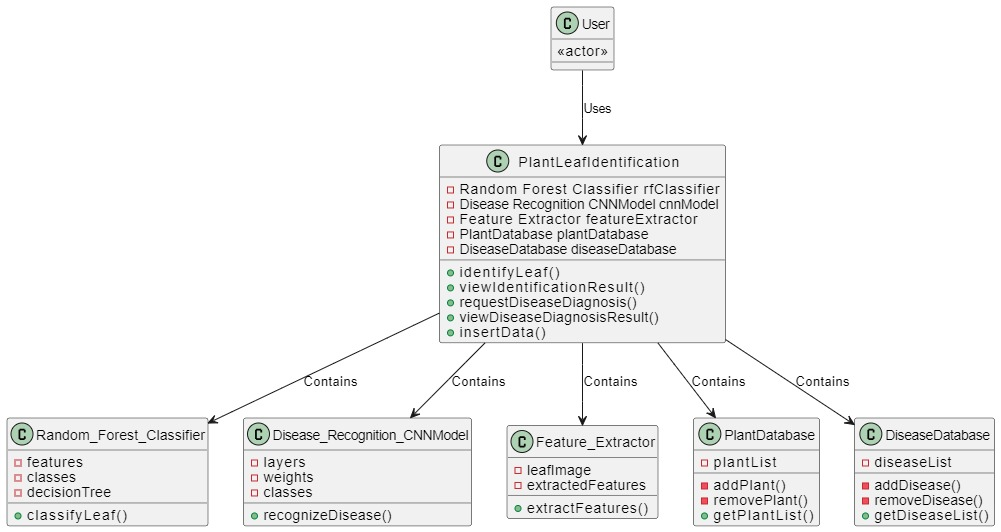 C User
«actor»
Uses
C PlantLeafIdentification
Random Forest Classifier rfClassifier
Disease Recognition CNNModel cnnModel
Feature Extractor featureExtractor
PlantDatabase plantDatabase
DiseaseDatabase diseaseDatabase
identifyLeaf()
viewIdentificationResult()
requestDiseaseDiagnosis()
viewDiseaseDiagnosisResult()
insertData()
Contains
Contains
Contains
Contains
Contains
C Random_Forest_Classifier
features
classes
decisionTree
classifyLeaf()
C Disease_Recognition_CNNModel
layers
weights
classes
recognizeDisease()
C Feature_Extractor
leafImage
extractedFeatures
extractFeatures()
C PlantDatabase
plantList
addPlant()
removePlant()
getPlantList()
C DiseaseDatabase
diseaseList
addDisease()
removeDisease()
getDiseaseList()